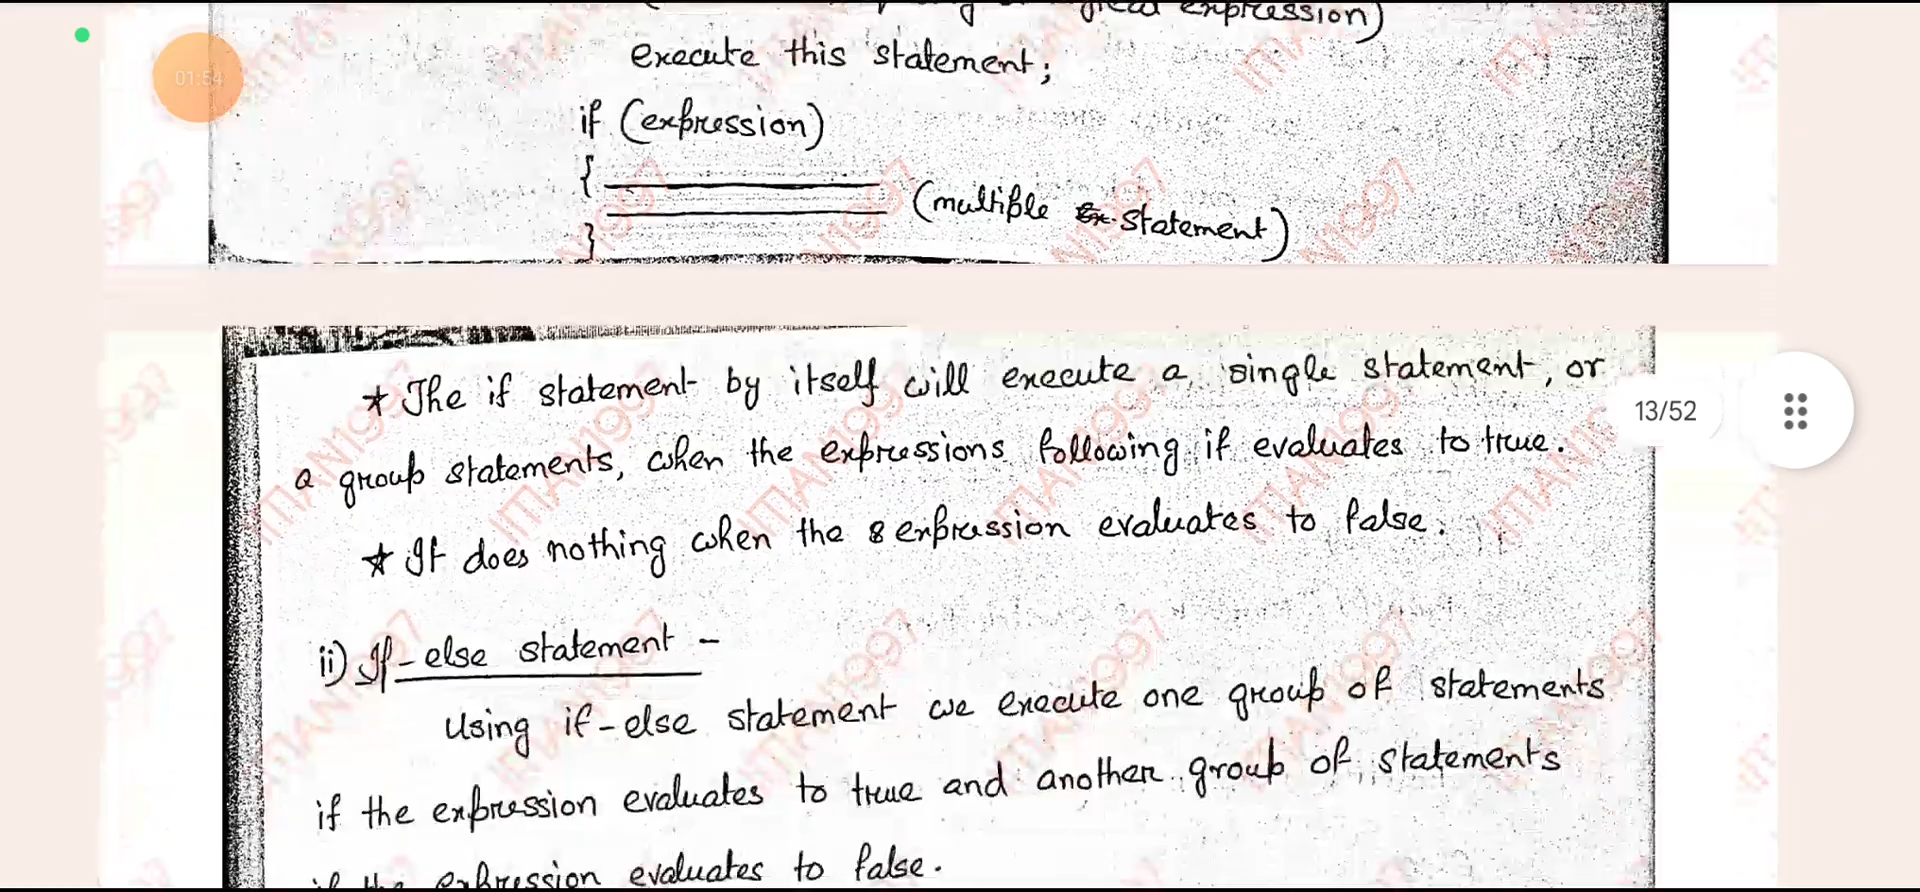 expression)
execute this statement;
if (expression)
{
(multiple statement)
}
* The if statement by itself will execute a single statement, or
a group statements, when the expressions following if evaluates to true.
* It does nothing when the expression evaluates to false.
ii) If-else statement -
Using if-else statement we execute one group of statements
if the expression evaluates to true and another group of statements
if the expression evaluates to false.
01:54
13/52
IFTIAN1997